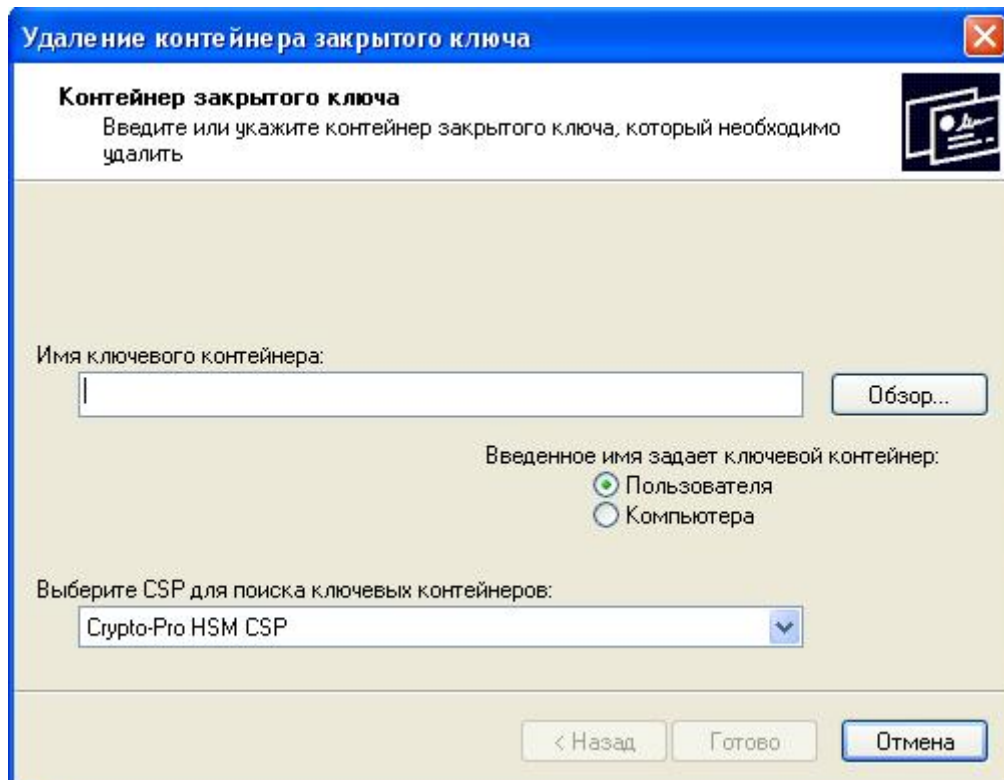 Удаление контейнера закрытого ключа
Контейнер закрытого ключа
Введите или укажите контейнер закрытого ключа, который необходимо
удалить
Имя ключевого контейнера:
Обзор...
Введенное имя задает ключевой контейнер:
Пользователя
Компьютера
Выберите CSP для поиска ключевых контейнеров:
Crypto-Pro HSM CSP
< Назад
Готово
Отмена